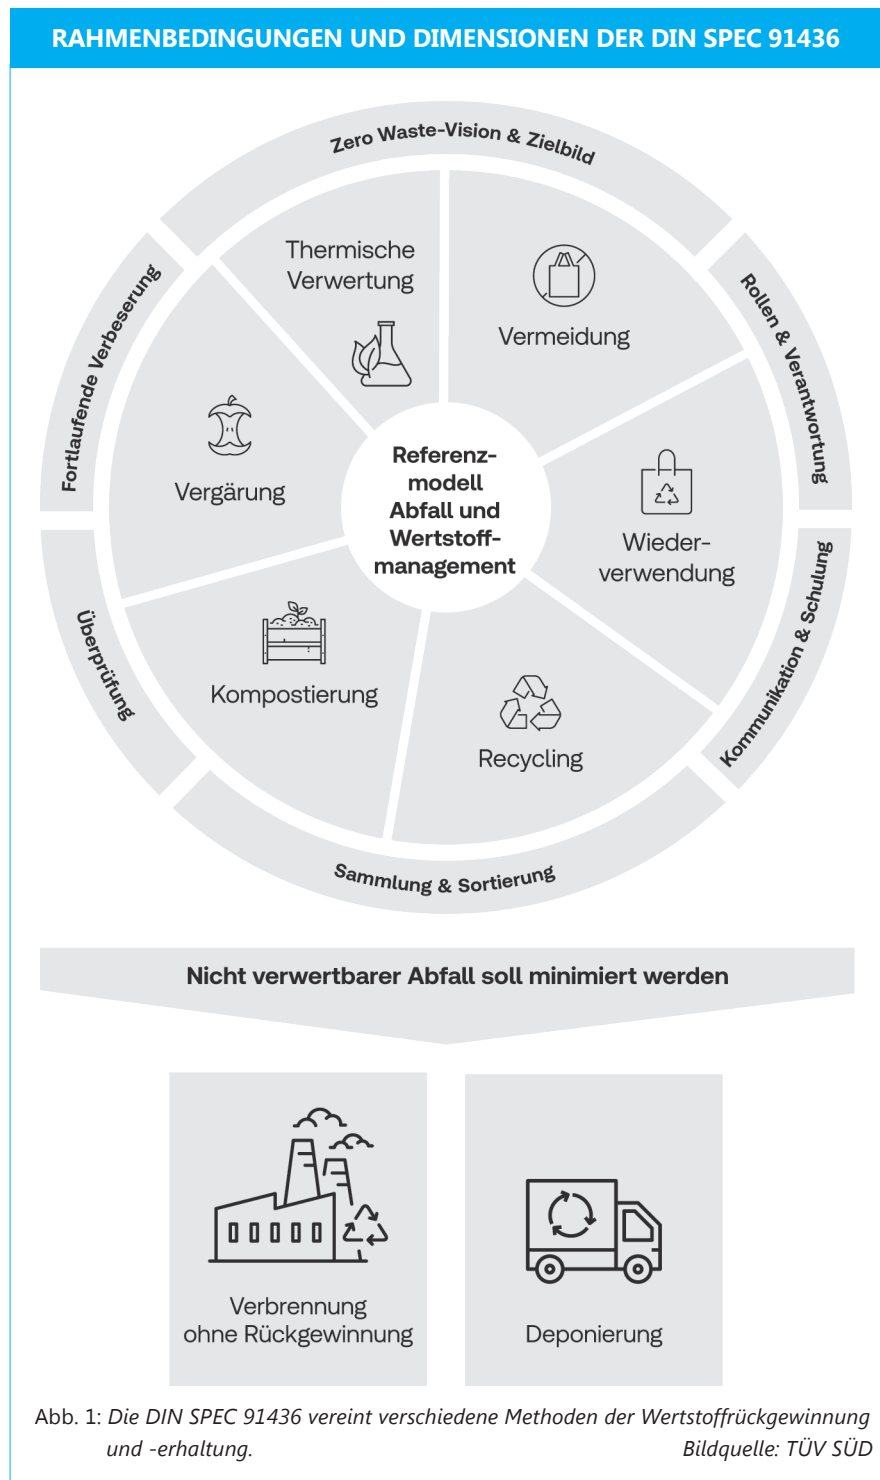 RAHMENBEDINGUNGEN UND DIMENSIONEN DER DIN SPEC 91436
Zero Waste-Vision & Zielbild
Rollen & Verantwortung
Kommunikation & Schulung
Sammlung & Sortierung
Überprüfung
Fortlaufende Verbeserung
Thermische
Verwertung
Vermeidung
Wieder-
verwendung
Recycling
Kompostierung
Vergärung
Referenz-
modell
Abfall und
Wertstoff-
management
Nicht verwertbarer Abfall soll minimiert werden
Verbrennung
ohne Rückgewinnung
Deponierung
Abb. 1: Die DIN SPEC 91436 vereint verschiedene Methoden der Wertstoffrückgewinnung
und -erhaltung. Bildquelle: TÜV SÜD